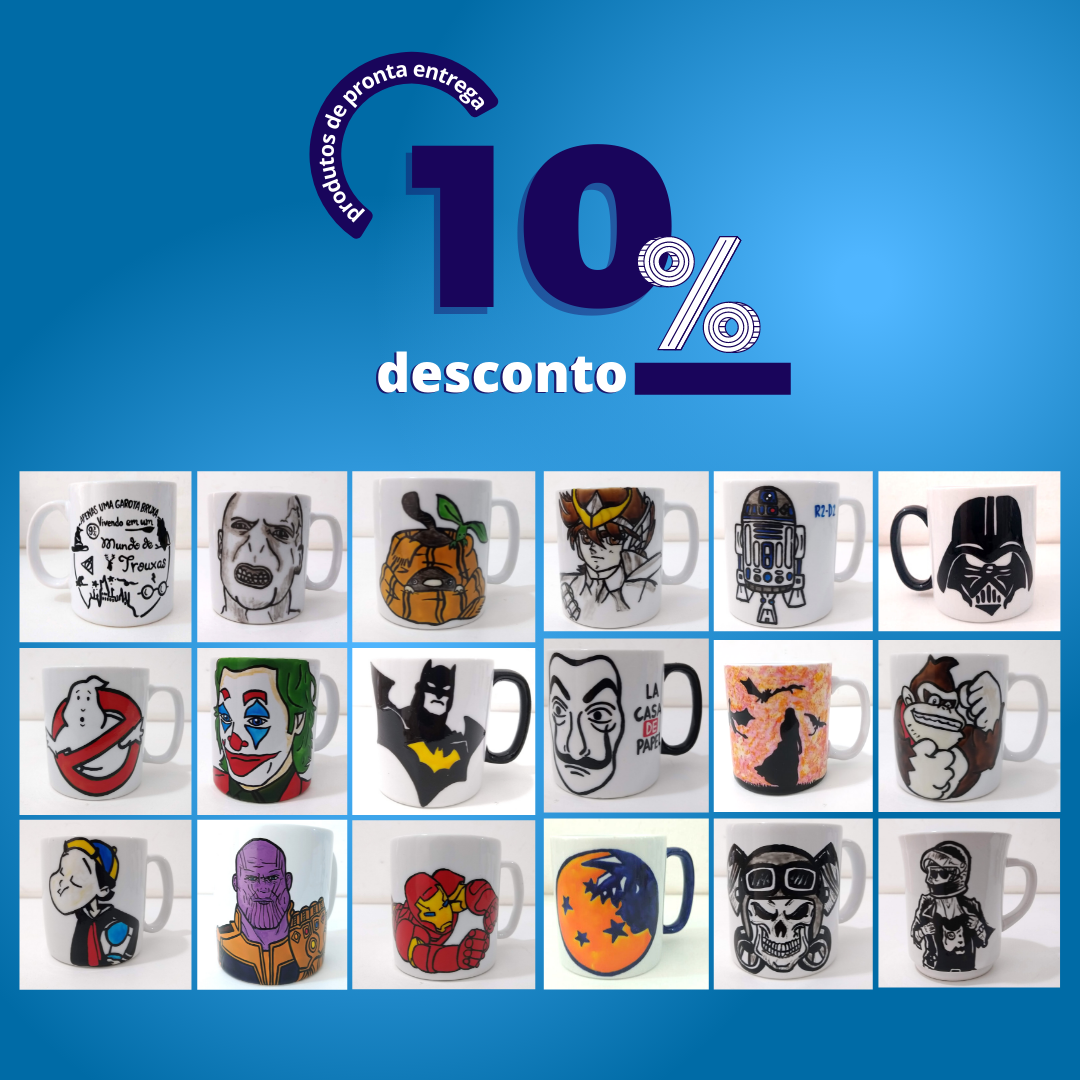 produtos de pronta entrega
10%
desconto
APENAS UMA GAROTA BRUXA
Vivendo em um
Mundo de
Trouxas
R2-D2
LA
CASA
DE
PAPEL